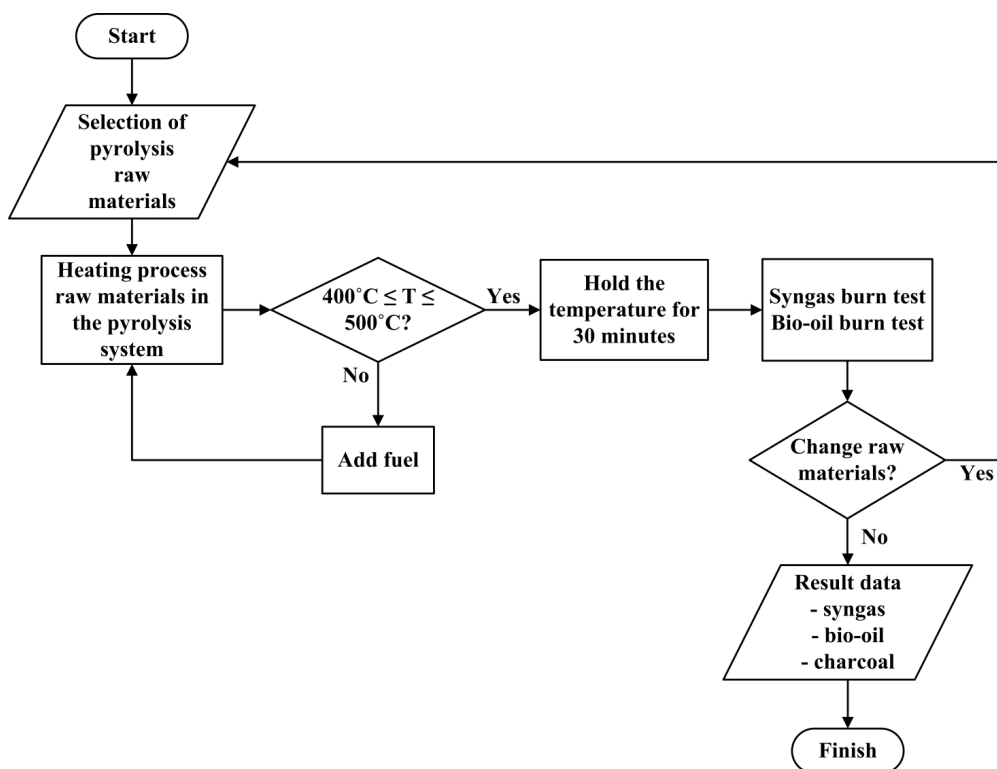 Start
Selection of
pyrolysis
raw
materials
Heating process
raw materials in
the pyrolysis
system
400°C ≤ T ≤
500°C?
Yes
No
Add fuel
Hold the
temperature for
30 minutes
Syngas burn test
Bio-oil burn test
Change raw
materials?
Yes
No
Result data
- syngas
- bio-oil
- charcoal
Finish